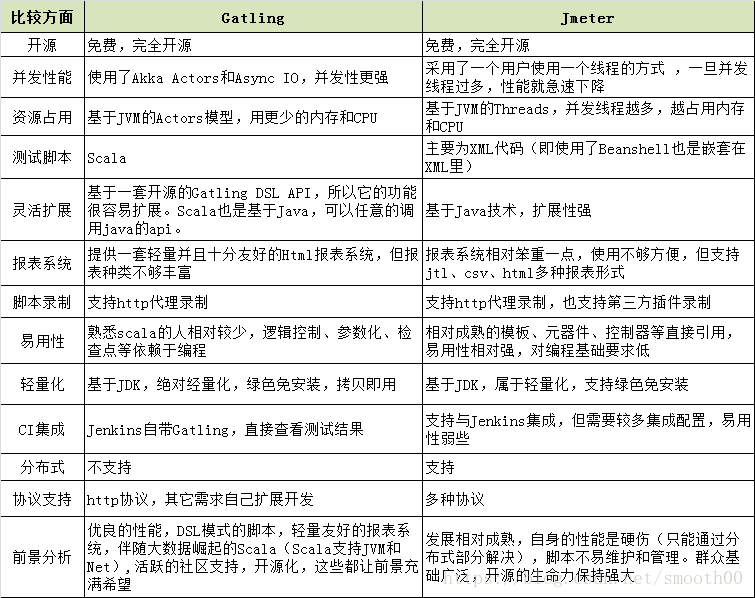 比较方面 Gatling Jmeter
开源 免费，完全开源 免费，完全开源
并发性能 使用了Akka Actors和Async IO，并发性更强 采用了一个用户使用一个线程的方式 ，一旦并发
线程过多，性能就急速下降
资源占用 基于JVM的Actors模型，用更少的内存和CPU 基于JVM的Threads，并发线程越多，越占用内存
和CPU
测试脚本 Scala 主要为XML代码（即使用了Beanshell也是嵌套在
XML里）
灵活扩展 基于一套开源的Gatling DSL API，所以它的功能
很容易扩展。Scala也是基于Java，可以任意的调
用java的api。
基于Java技术，扩展性强
报表系统 提供一套轻量并且十分友好的Html报表系统，但报
表种类不够丰富
报表系统相对笨重一点，使用不够方便，但支持
jtl、csv、html多种报表形式
脚本录制 支持http代理录制 支持http代理录制，也支持第三方插件录制
易用性 熟悉scala的人相对较少，逻辑控制、参数化、检
查点等依赖于编程
相对成熟的模板、元器件、控制器等直接引用，
易用性相对强，对编程基础要求低
轻量化 基于JDK，绝对经量化，绿色免安装，拷贝即用 基于JDK，属于轻量化，支持绿色免安装
CI集成 Jenkins自带Gatling，直接查看测试结果 支持与Jenkins集成，但需要较多集成配置，易用
性弱些
分布式 不支持 支持
协议支持 http协议，其它需求自己扩展开发 多种协议
前景分析 优良的性能，DSL模式的脚本，轻量友好的报表系
统，伴随大数据崛起的Scala（Scala支持JVM和
Net）,活跃的社区支持，开源化，这些都让前景充
满希望
发展相对成熟，自身的性能是硬伤（只能通过分
布式部分解决），脚本不易维护和管理。群众基
础广泛，开源的生命力保持强大
https://blog.csdn.net/smooth00